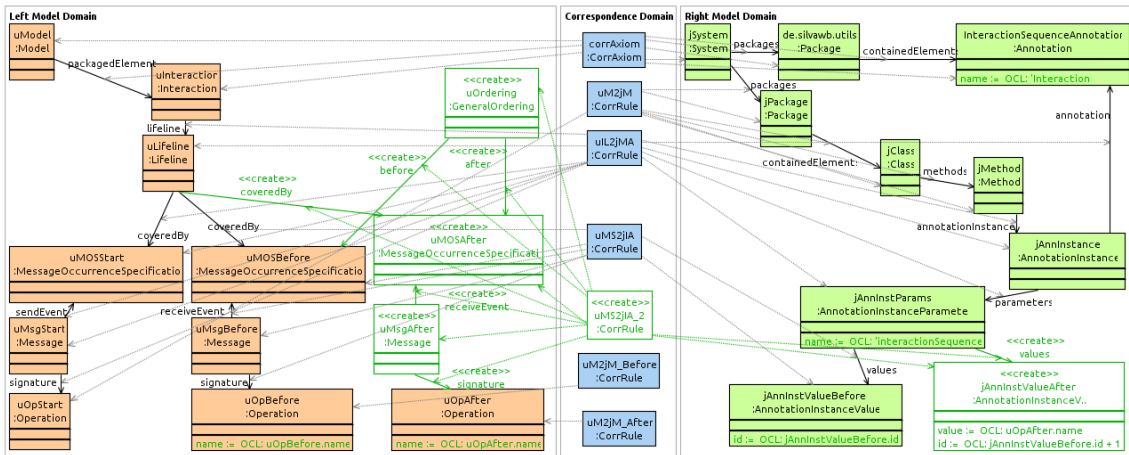 Left Model Domain
Correspondence Domain
Right Model Domain
uModel
:Model
packagedElement
uInteraction
:Interaction
lifeline
uLifeline
:Lifeline
<<create>>
uOrdering
:GeneralOrdering
<<create>>
before
<<create>>
after
<<create>>
coveredBy
coveredBy
coveredBy
uMOSStart
:MessageOccurrenceSpecificatio
uMOSBefore
:MessageOccurrenceSpecificatio
<<create>>
uMOSAfter
:MessageOccurrenceSpecificati
sendEvent
receiveEvent
<<create>>
receiveEvent
uMsgStart
:Message
uMsgBefore
:Message
<<create>>
uMsgAfter
:Message
signature
signature
<<create>>
signature
uOpStart
:Operation
uOpBefore
:Operation
name := OCL: uOpBefore.name
uOpAfter
:Operation
name := OCL: uOpAfter.name
corrAxiom
:CorrAxiom
uM2jM
:CorrRule
uIL2jMA
:CorrRule
uMS2jIA
:CorrRule
<<create>>
uMS2jIA_2
:CorrRule
uM2jM_Before
:CorrRule
uM2jM_After
:CorrRule
jSystem
:System
packages
de.silvawb.utils
:Package
containedElement:
InteractionSequenceAnnotation
:Annotation
name := OCL: 'Interaction
packages
jPackage
:Package
annotation
containedElement:
jClass
:Class
methods
jMethod
:Method
annotationInstance
jAnnInstance
:AnnotationInstance
parameters
jAnnInstParams
:AnnotationInstanceParamete
name := OCL: 'interactionSequence
<<create>>
values
values
jAnnInstValueBefore
:AnnotationInstanceValue
id := OCL: jAnnInstValueBefore.id
<<create>>
jAnnInstValueAfter
:AnnotationInstanceV..
value := OCL: uOpAfter.name
id := OCL: jAnnInstValueBefore.id + 1